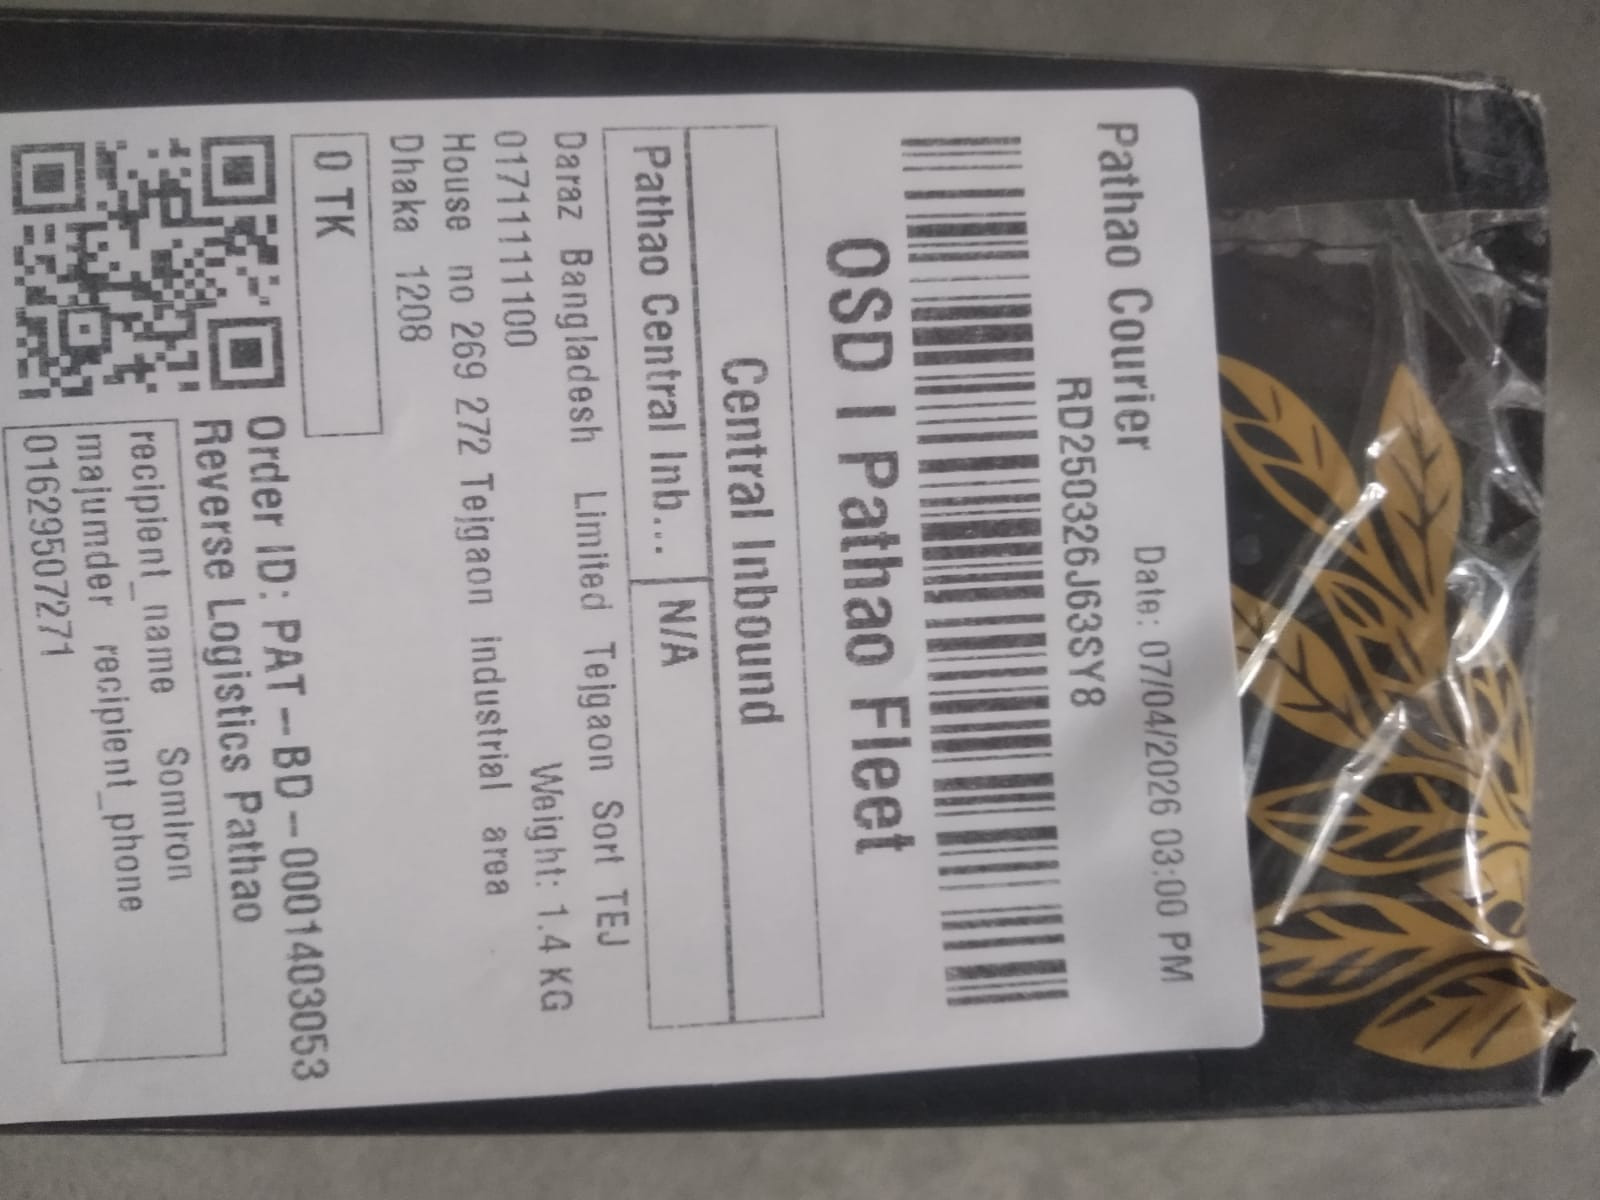 Pathao Courier
Date: 07/04/2026 03:00 PM
RD250326J63SY8
OSD | Pathao Fleet
Central Inbound
Pathao Central Inb...
N/A
Daraz Bangladesh Limited Tejgaon Sort TEJ
01711111100
Weight: 1.4 KG
House no 269 272 Tejgaon industrial area
Dhaka 1208
0 TK
Order ID: PAT-BD-0001403053
Reverse Logistics Pathao
recipient_name Somiron
majumder recipient_phone
01629507271